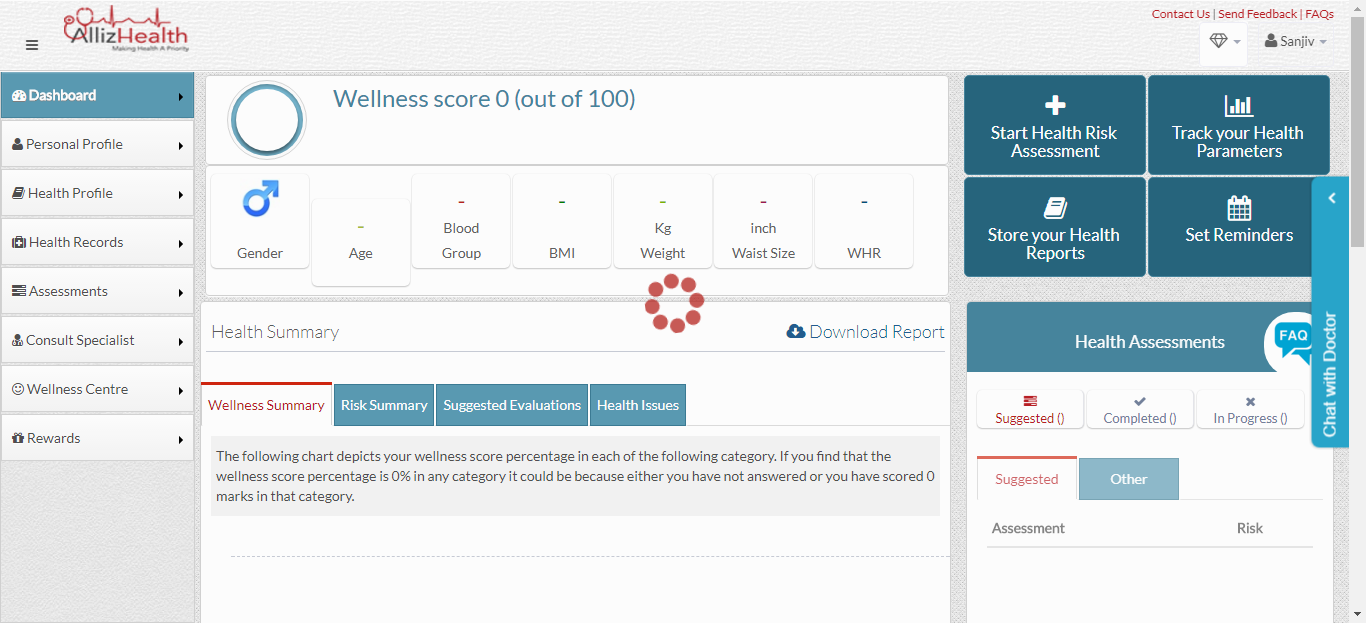 Contact Us | Send Feedback | FAQs
AllizHealth
Making Health A Priority
Sanjiv
Dashboard
Personal Profile
Health Profile
Health Records
Assessments
Consult Specialist
Wellness Centre
Rewards
Wellness score 0 (out of 100)
Gender
-
Age
-
Blood
Group
-
BMI
-
Kg
Weight
-
inch
Waist Size
-
WHR
Start Health Risk
Assessment
Track your Health
Parameters
Store your Health
Reports
Set Reminders
Chat with Doctor
Health Summary
Download Report
Wellness Summary
Risk Summary
Suggested Evaluations
Health Issues
The following chart depicts your wellness score percentage in each of the following category. If you find that the
wellness score percentage is 0% in any category it could be because either you have not answered or you have scored 0
marks in that category.
Health Assessments
FAQ
Suggested ()
Completed ()
In Progress ()
Suggested
Other
Assessment Risk